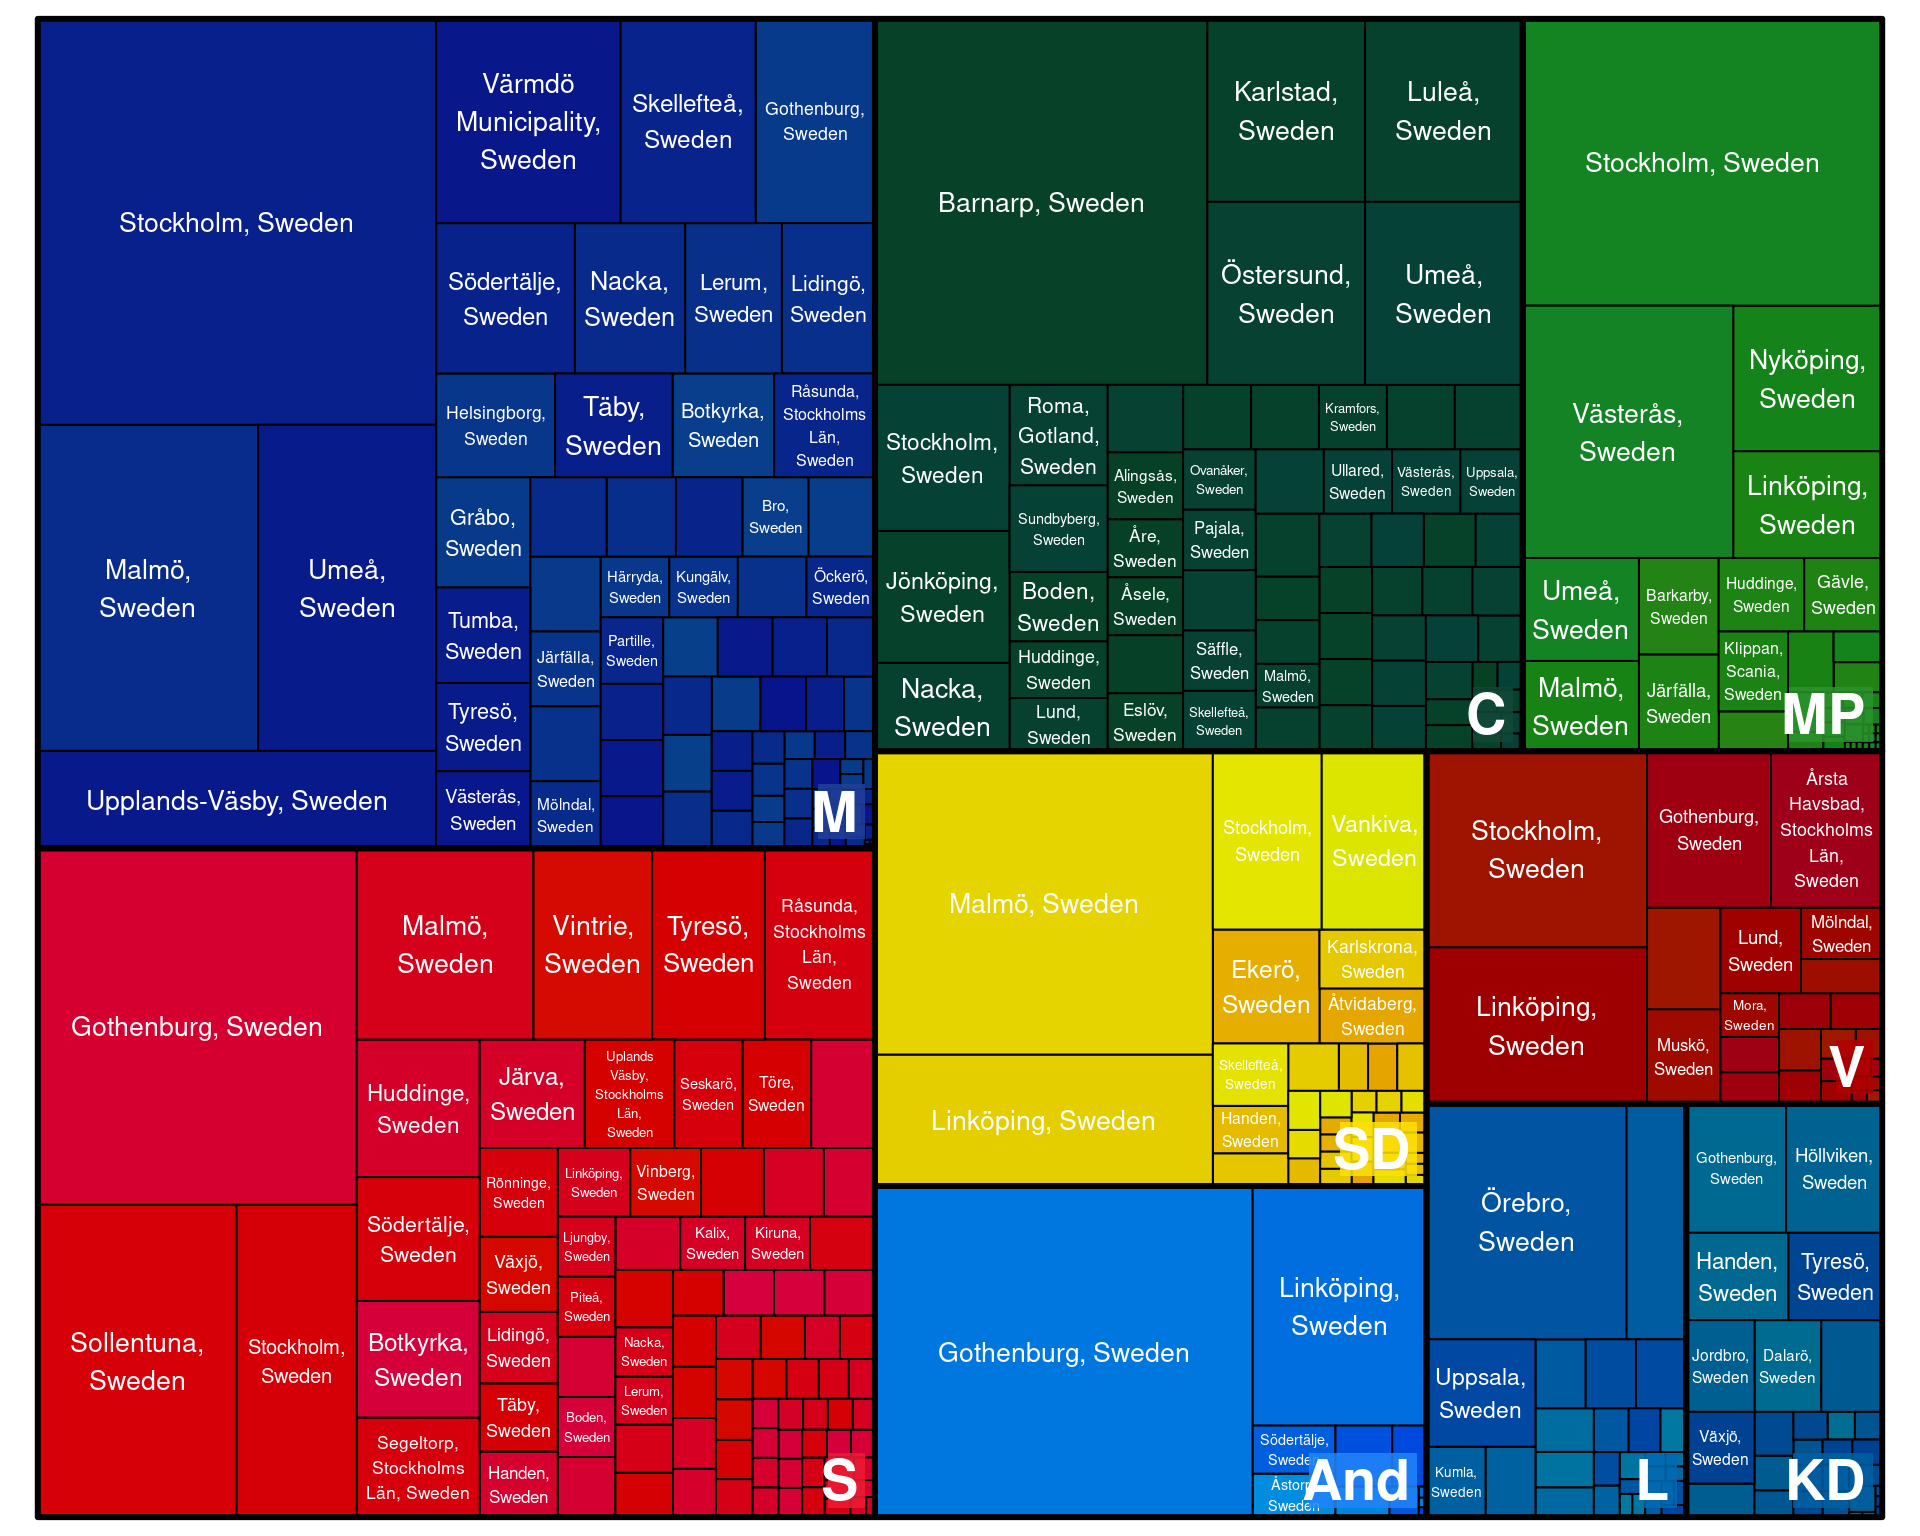 Stockholm, Sweden
Värmdö
Municipality,
Sweden
Skellefteå,
Sweden
Gothenburg,
Sweden
Södertälje,
Sweden
Nacka,
Sweden
Lerum,
Sweden
Lidingö,
Sweden
Helsingborg,
Sweden
Täby,
Sweden
Botkyrka,
Sweden
Råsunda,
Stockholms
Län,
Sweden
Malmö,
Sweden
Umeå,
Sweden
Upplands-Väsby, Sweden
Gråbo,
Sweden
Bro,
Sweden
Tumba,
Sweden
Härryda,
Sweden
Kungälv,
Sweden
Öckerö,
Sweden
Järfälla,
Sweden
Partille,
Sweden
Tyresö,
Sweden
Västerås,
Sweden
Mölndal,
Sweden
M
Barnarp, Sweden
Karlstad,
Sweden
Luleå,
Sweden
Östersund,
Sweden
Umeå,
Sweden
Stockholm,
Sweden
Roma,
Gotland,
Sweden
Kramfors,
Sweden
Alingsås,
Sweden
Ovanåker,
Sweden
Ullared,
Sweden
Västerås,
Sweden
Uppsala,
Sweden
Sundbyberg,
Sweden
Åre,
Sweden
Pajala,
Sweden
Jönköping,
Sweden
Boden,
Sweden
Åsele,
Sweden
Huddinge,
Sweden
Säffle,
Sweden
Malmö,
Sweden
Nacka,
Sweden
Lund,
Sweden
Eslöv,
Sweden
Skellefteå,
Sweden
C
Stockholm, Sweden
Västerås,
Sweden
Nyköping,
Sweden
Linköping,
Sweden
Umeå,
Sweden
Barkarby,
Sweden
Huddinge,
Sweden
Gävle,
Sweden
Malmö,
Sweden
Järfälla,
Sweden
Klippan,
Scania,
Sweden
MP
Gothenburg, Sweden
Malmö,
Sweden
Vintrie,
Sweden
Tyresö,
Sweden
Råsunda,
Stockholms
Län,
Sweden
Huddinge,
Sweden
Järva,
Sweden
Uplands
Väsby,
Stockholms
Län,
Sweden
Seskarö,
Sweden
Töre,
Sweden
Rönninge,
Sweden
Linköping,
Sweden
Vinberg,
Sweden
Södertälje,
Sweden
Ljungby,
Sweden
Kalix,
Sweden
Kiruna,
Sweden
Växjö,
Sweden
Piteå,
Sweden
Sollentuna,
Sweden
Stockholm,
Sweden
Botkyrka,
Sweden
Lidingö,
Sweden
Nacka,
Sweden
Täby,
Sweden
Lerum,
Sweden
Boden,
Sweden
Segeltorp,
Stockholms
Län, Sweden
Handen,
Sweden
S
Malmö, Sweden
Stockholm,
Sweden
Vankiva,
Sweden
Ekerö,
Sweden
Karlskrona,
Sweden
Åtvidaberg,
Sweden
Linköping, Sweden
Skellefteå,
Sweden
Handen,
Sweden
SD
Stockholm,
Sweden
Gothenburg,
Sweden
Årsta
Havsbad,
Stockholms
Län,
Sweden
Linköping,
Sweden
Lund,
Sweden
Mölndal,
Sweden
Mora,
Sweden
Muskö,
Sweden
V
Gothenburg, Sweden
Linköping,
Sweden
Södertälje,
Sweden
Åstorp,
Sweden
And
Örebro,
Sweden
Uppsala,
Sweden
Kumla,
Sweden
L
Gothenburg,
Sweden
Höllviken,
Sweden
Handen,
Sweden
Tyresö,
Sweden
Jordbro,
Sweden
Dalarö,
Sweden
Växjö,
Sweden
KD